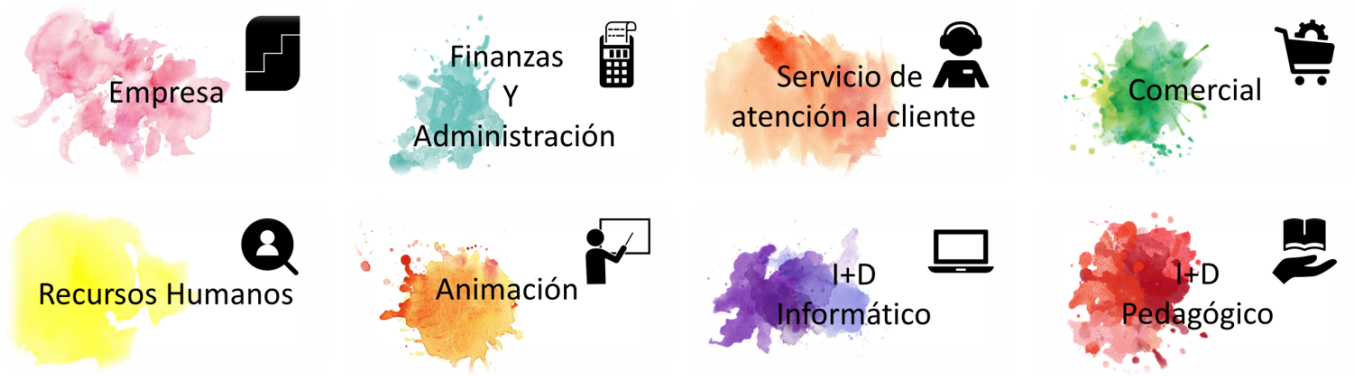 Empresa
Finanzas
Y
Administración
Servicio de
atención al cliente
Comercial
Recursos Humanos
Animación
I+D
Informático
I+D
Pedagógico